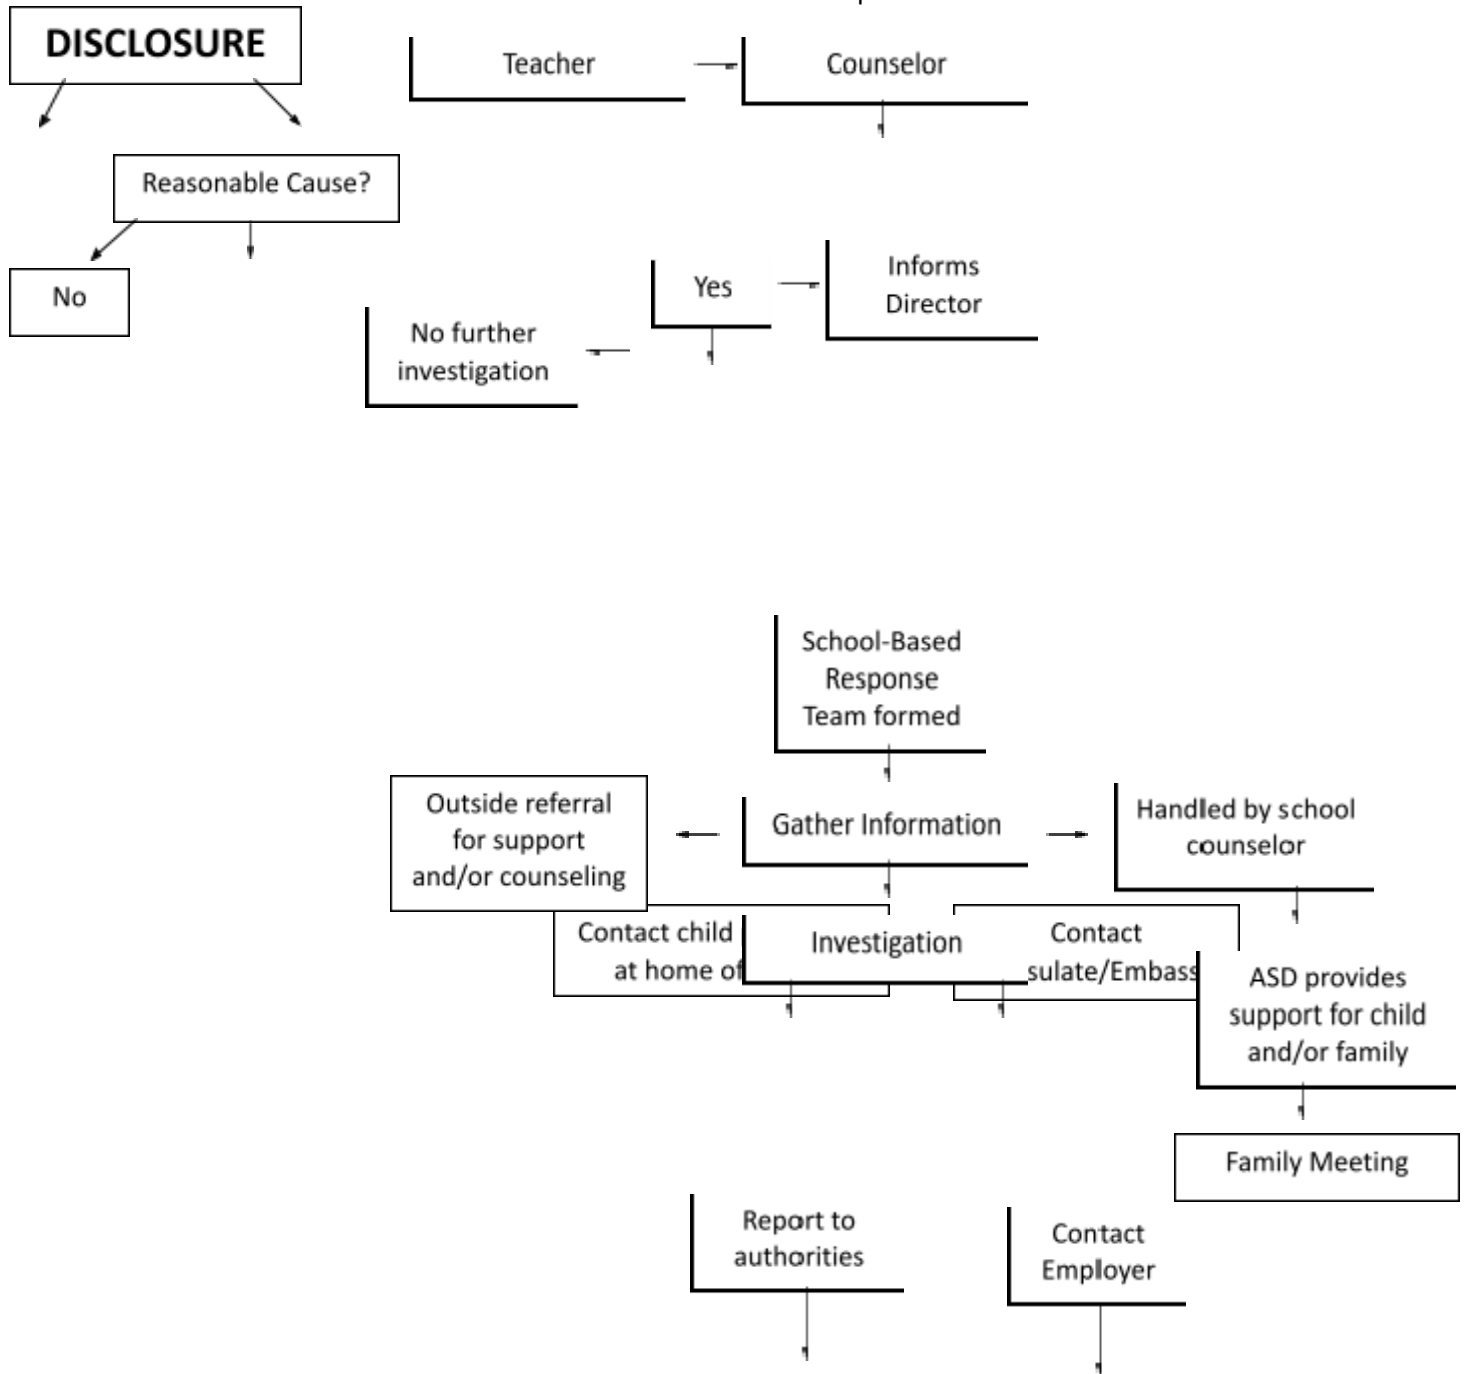 DISCLOSURE
Teacher
Counselor
Reasonable Cause?
No
Yes
Informs
Director
No further
investigation
School-Based
Response
Team formed
Outside referral
for support
and/or counseling
Gather Information
Handled by school
counselor
Contact child
at home of
Investigation
Contact
sulate/Embass
ASD provides
support for child
and/or family
Family Meeting
Report to
authorities
Contact
Employer